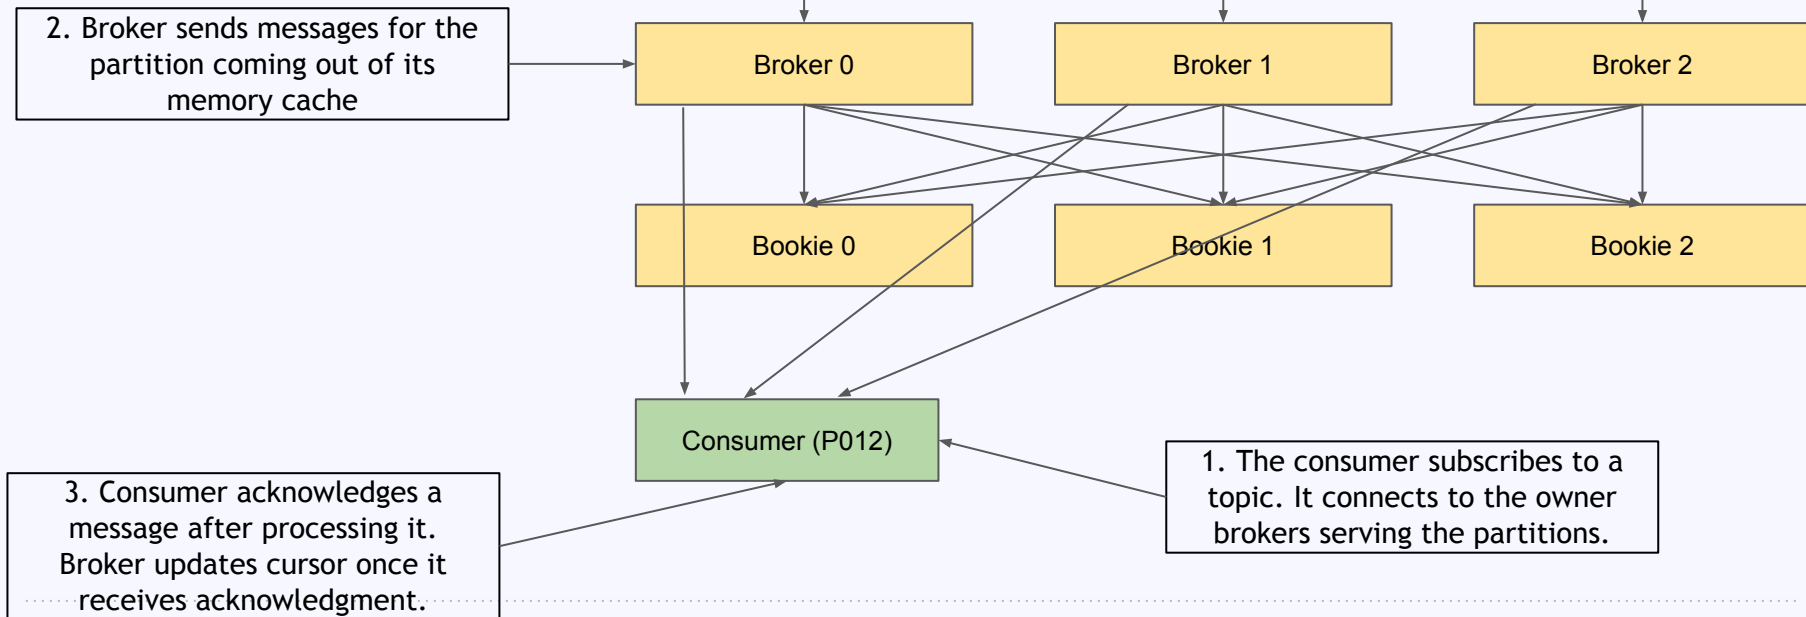 2. Broker sends messages for the
partition coming out of its
memory cache
Broker 0
Broker 1
Broker 2
Bookie 0
Bookie 1
Bookie 2
Consumer (P012)
1. The consumer subscribes to a
topic. It connects to the owner
brokers serving the partitions.
3. Consumer acknowledges a
message after processing it.
Broker updates cursor once it
receives acknowledgment.